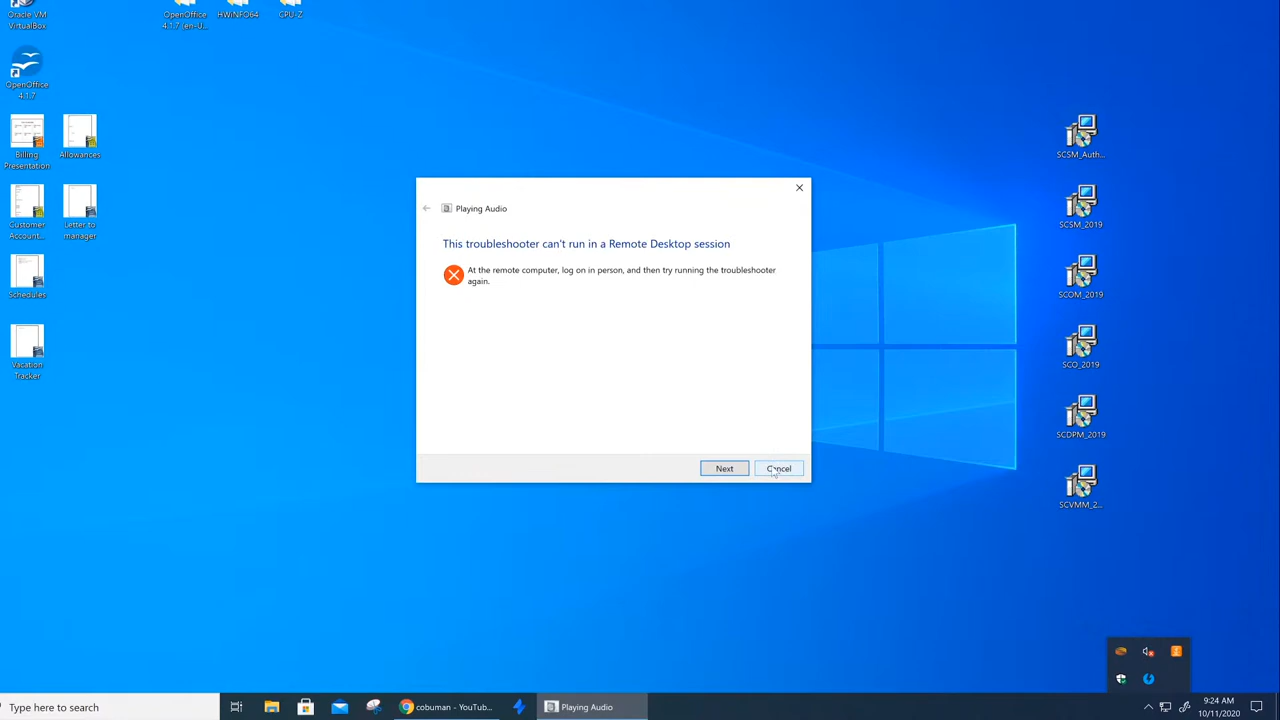 Oracle VM
VirtualBox
OpenOffice
4.1.7 (en-U...
HWiNFO64
CPU-Z
OpenOffice
4.1.7
Billing
Presentation
Allowances
Customer
Account...
Letter to
manager
Schedules
Vacation
Tracker
Playing Audio
This troubleshooter can't run in a Remote Desktop session
At the remote computer, log on in person, and then try running the troubleshooter
again.
Next
Cancel
SCSM_Auth...
SCSM_2019
SCOM_2019
SCO_2019
SCDPM_2019
SCVMM_2...
Type here to search
cobuman - YouTub...
Playing Audio
9:24 AM
10/11/2020